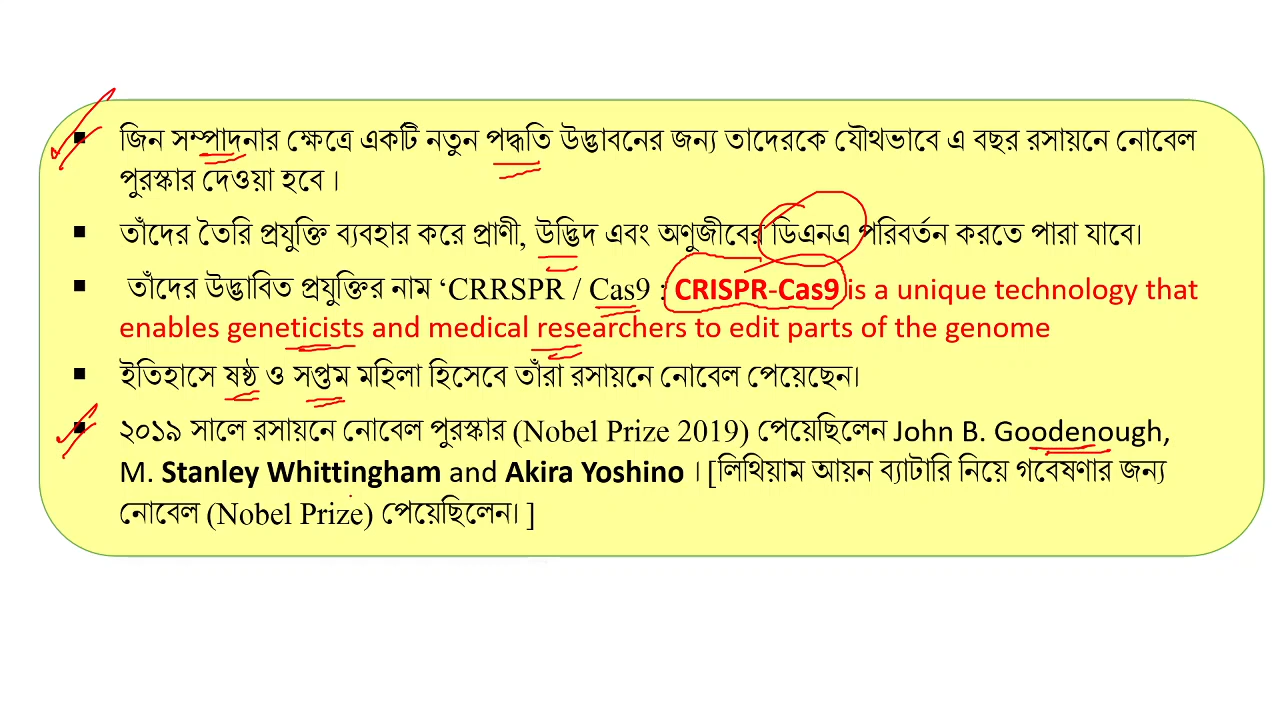 ▪ জিন সম্পাদনার ক্ষেত্রে একটি নতুন পদ্ধতি উদ্ভাবনের জন্য তাদেরকে যৌথভাবে এ বছর রসায়নে নোবেল
পুরস্কার দেওয়া হবে ।
▪ তাঁদের তৈরি প্রযুক্তি ব্যবহার করে প্রাণী, উদ্ভিদ এবং অণুজীবের ডিএনএ পরিবর্তন করতে পারা যাবে।
▪ তাঁদের উদ্ভাবিত প্রযুক্তির নাম ‘CRRSPR / Cas9 : CRISPR-Cas9 is a unique technology that
enables geneticists and medical researchers to edit parts of the genome
▪ ইতিহাসে ষষ্ঠ ও সপ্তম মহিলা হিসেবে তাঁরা রসায়নে নোবেল পেয়েছেন।
▪ ২০১৯ সালে রসায়নে নোবেল পুরস্কার (Nobel Prize 2019) পেয়েছিলেন John B. Goodenough,
M. Stanley Whittingham and Akira Yoshino । [লিথিয়াম আয়ন ব্যাটারি নিয়ে গবেষণার জন্য
নোবেল (Nobel Prize) পেয়েছিলেন। ]